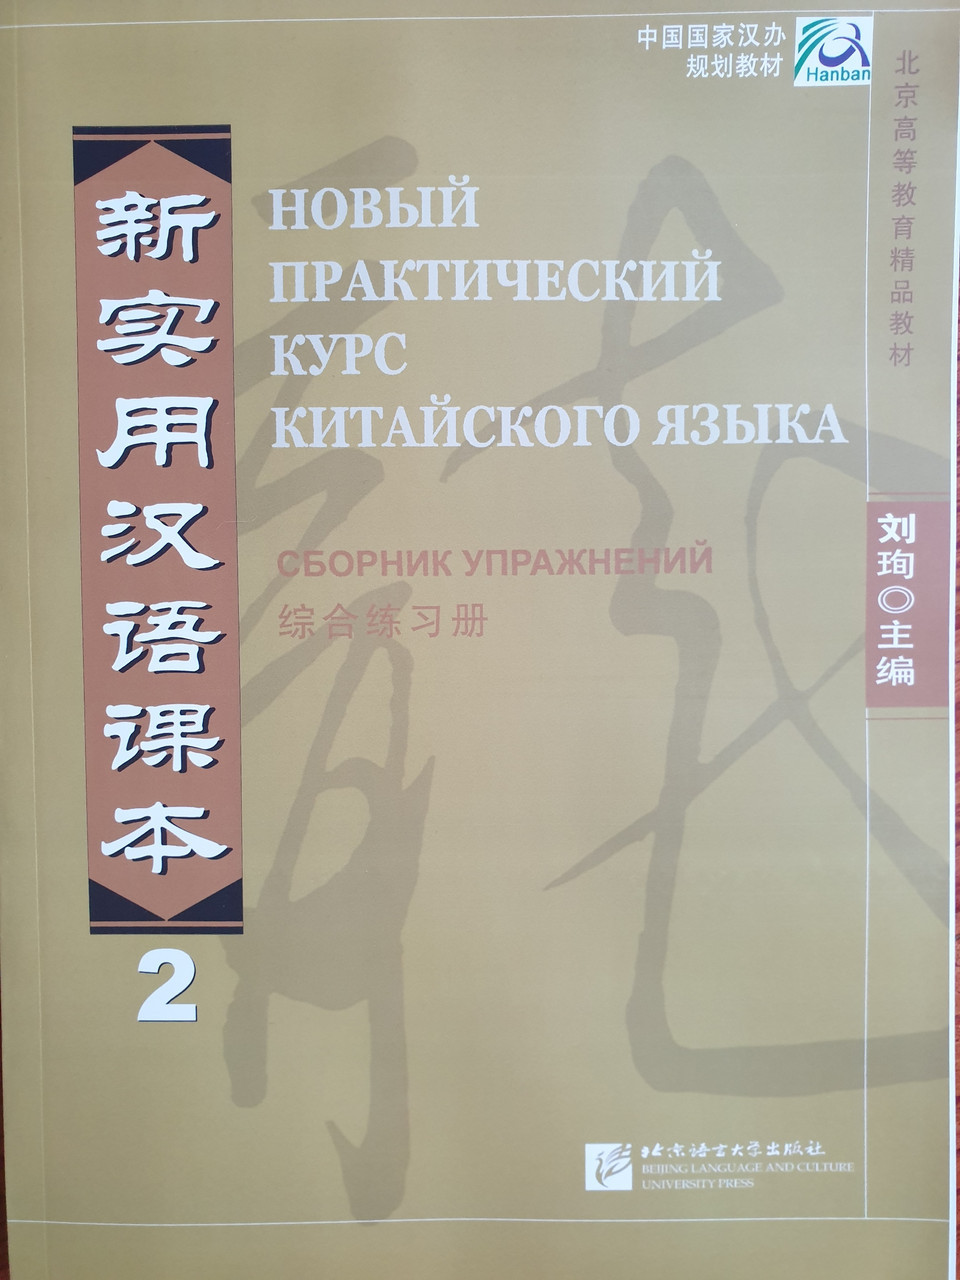 中国国家汉办
规划教材
Hanban
北京高等教育精品教材
新实用汉语课本
2
НОВЫЙ
ПРАКТИЧЕСКИЙ
КУРС
КИТАЙСКОГО ЯЗЫКА
СБОРНИК УПРАЖНЕНИЙ
综合练习册
刘珣◎主编
北京语言大学出版社
BEIJING LANGUAGE AND CULTURE
UNIVERSITY PRESS